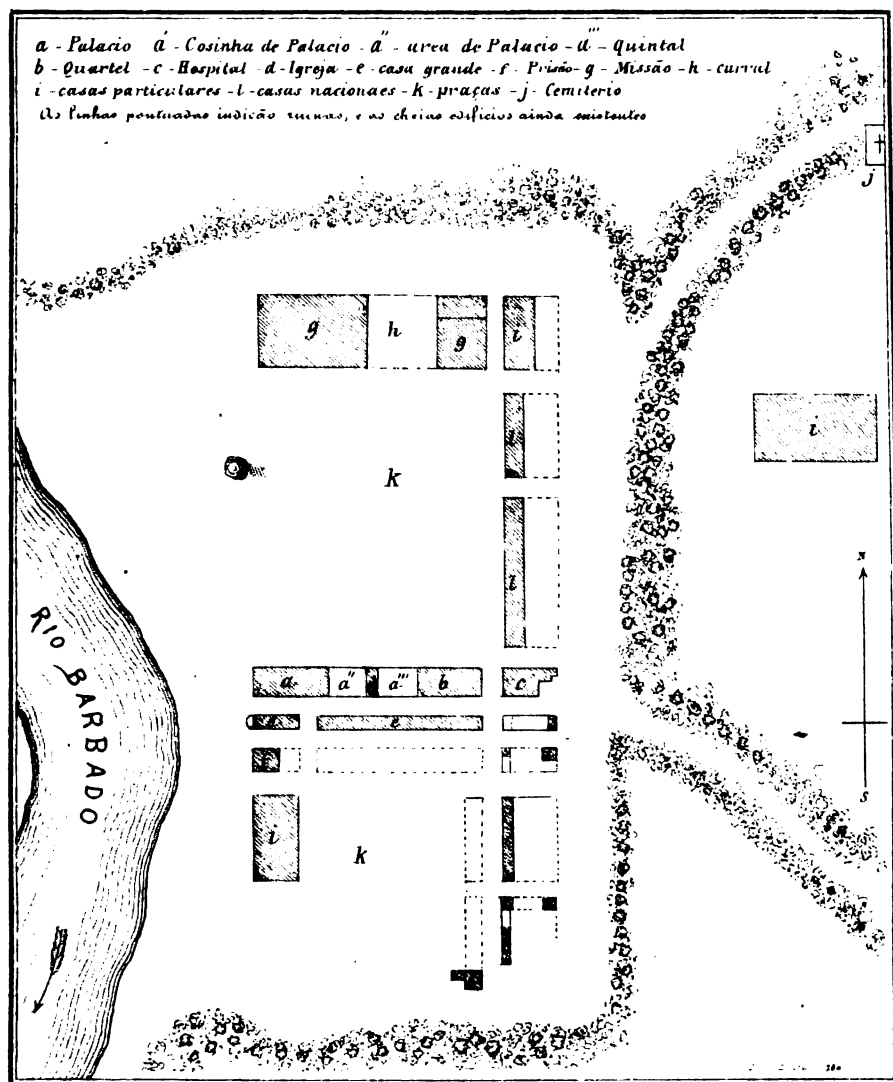 a - Palacio á - Cosinha de Palacio - a" - area de Palacio - a''' - quintal
b - Quartel - c - Hospital - d - Igreja - e - casa grande - f - Prisão - g - Missão - h - curral
i - casas particulares - l - casas nacionaes - k - praças - j - Cemiterio
As linhas pontuadas indicão ruinas, e as cheias edificios ainda existentes
j
g h g i
i
l
k
N
l
RIO BARBADO
a a" a''' b c
e
f
S
i k